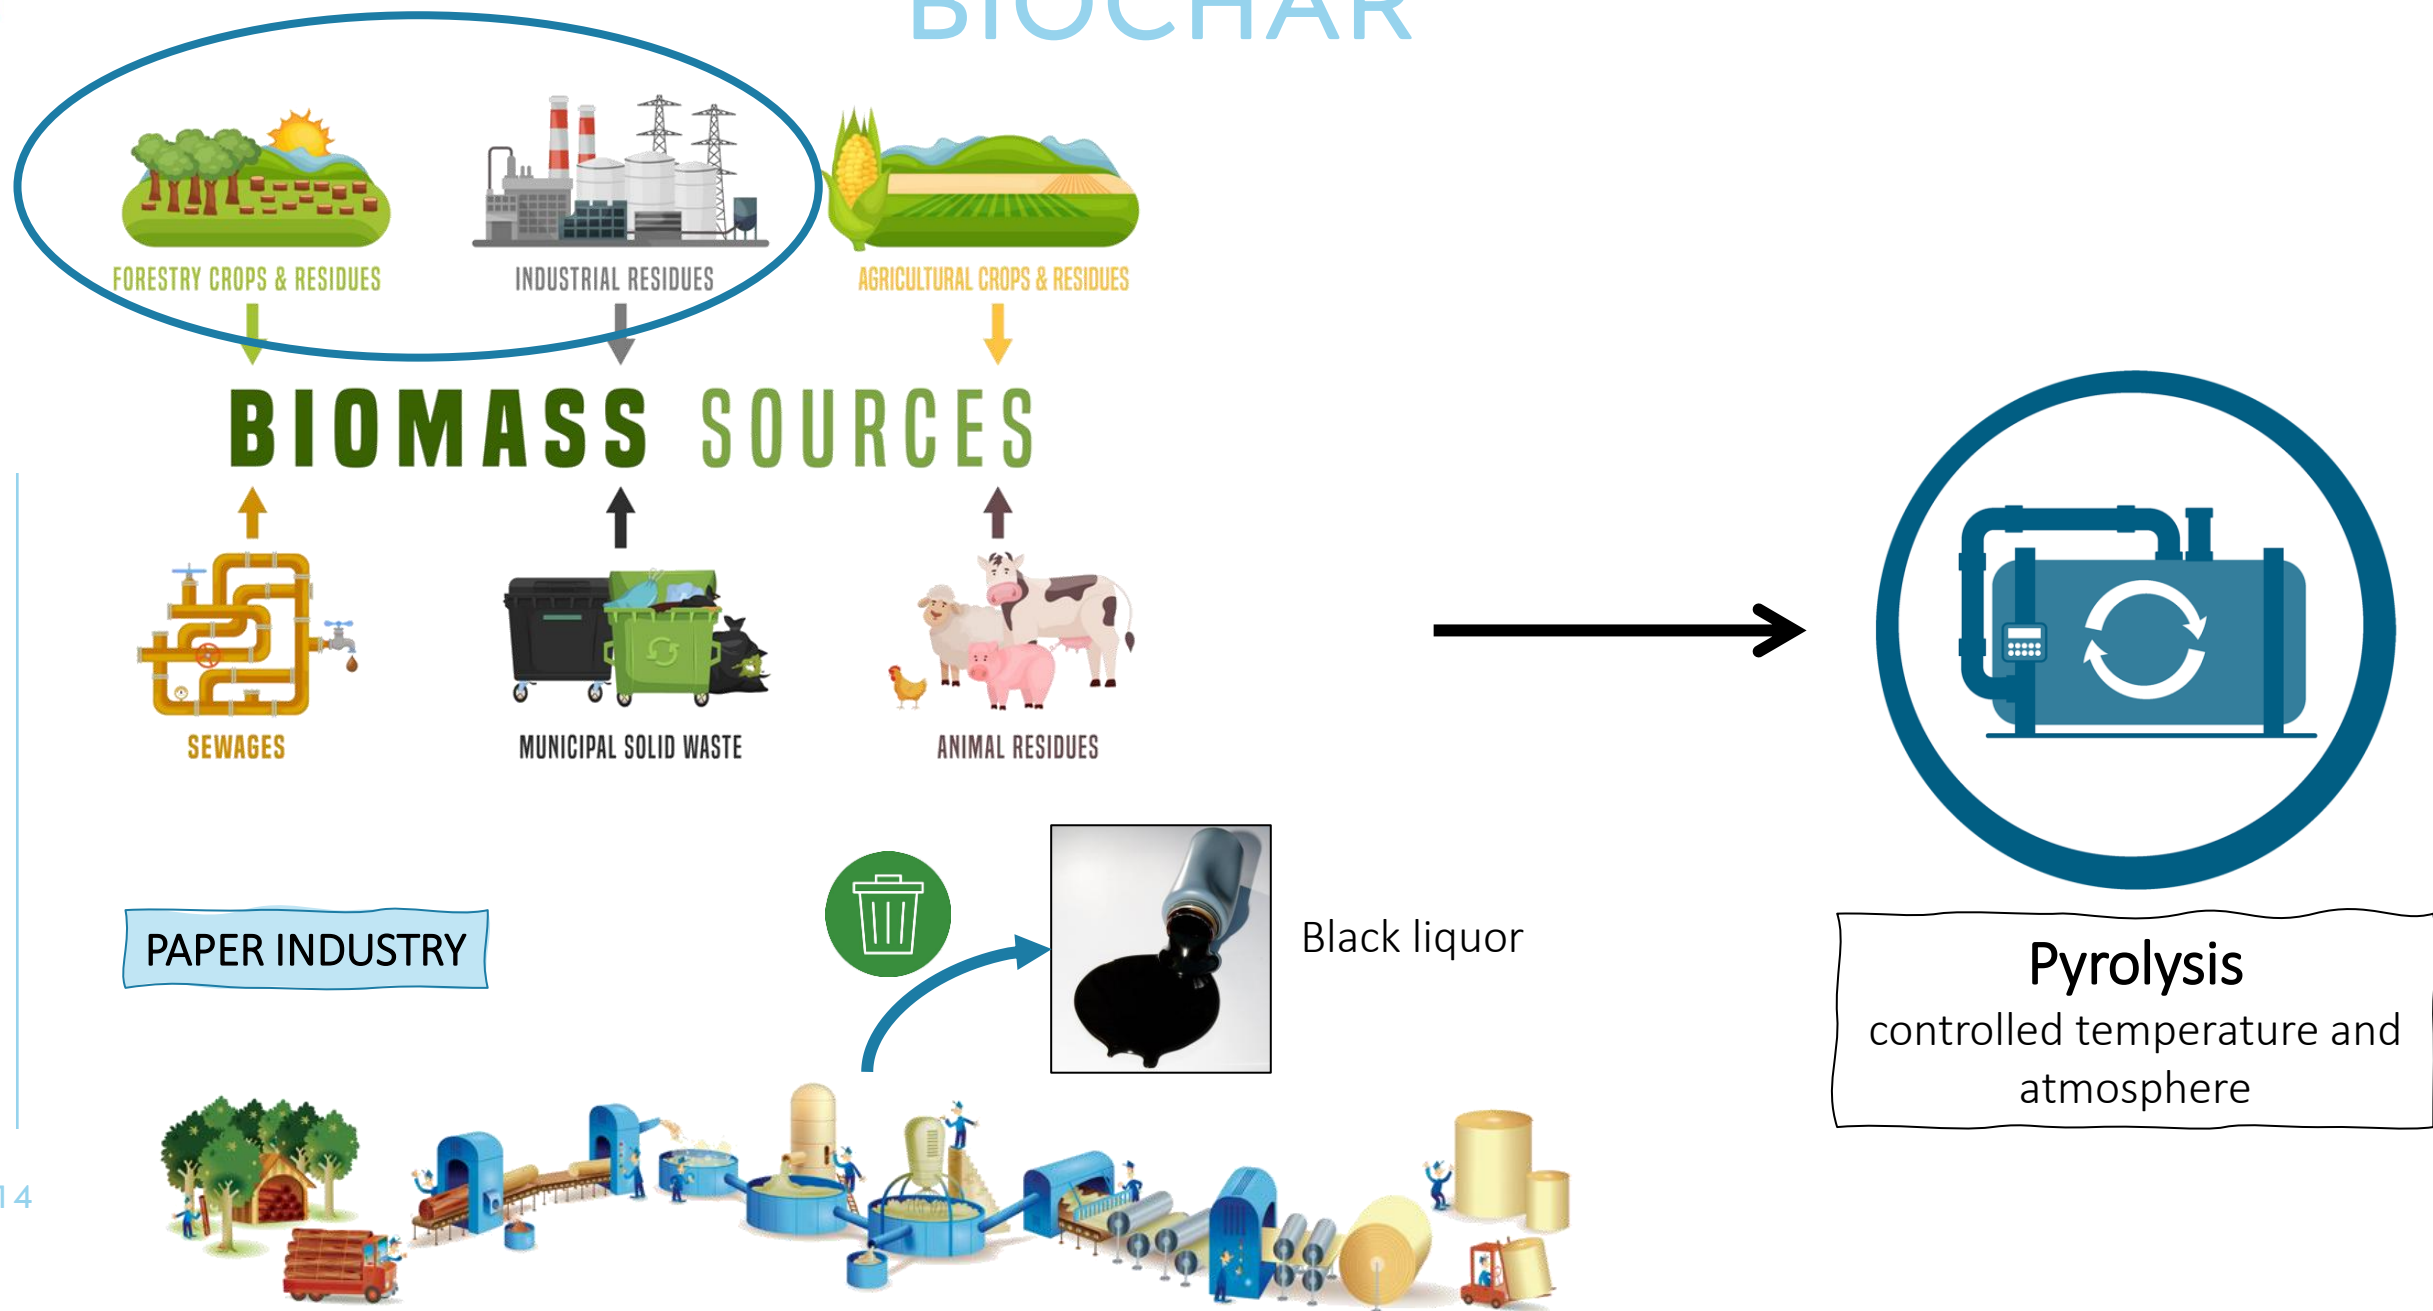 BIOCHAR
FORESTRY CROPS & RESIDUES
INDUSTRIAL RESIDUES
AGRICULTURAL CROPS & RESIDUES
BIOMASS SOURCES
SEWAGES
MUNICIPAL SOLID WASTE
ANIMAL RESIDUES
PAPER INDUSTRY
Black liquor
Pyrolysis
controlled temperature and
atmosphere
14